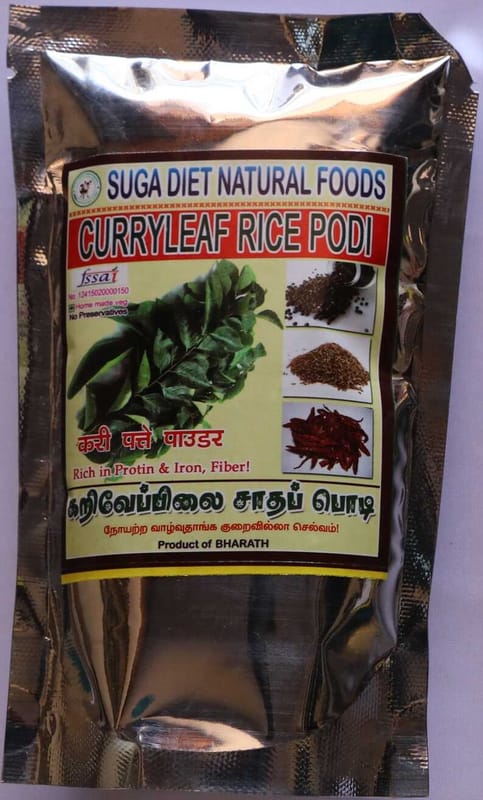 SUGA DIET NATURAL FOODS
CURRYLEAF RICE PODI
fssai
No. 12415020000150
Home made veg
No Preservatives
करी पत्ते पाउडर
Rich in Protin & Iron, Fiber!
கறிவேப்பிலை சாதப் பொடி
நோயற்ற வாழ்வுதாங்க குறைவில்லா செல்வம்!
Product of BHARATH